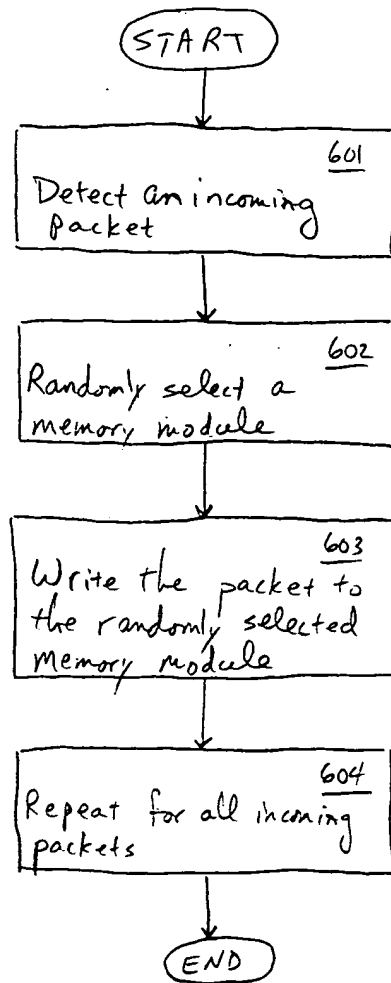 START
601
Detect an incoming
packet
602
Randomly select a
memory module
603
Write the packet to
the randomly selected
memory module
604
Repeat for all incoming
packets
END